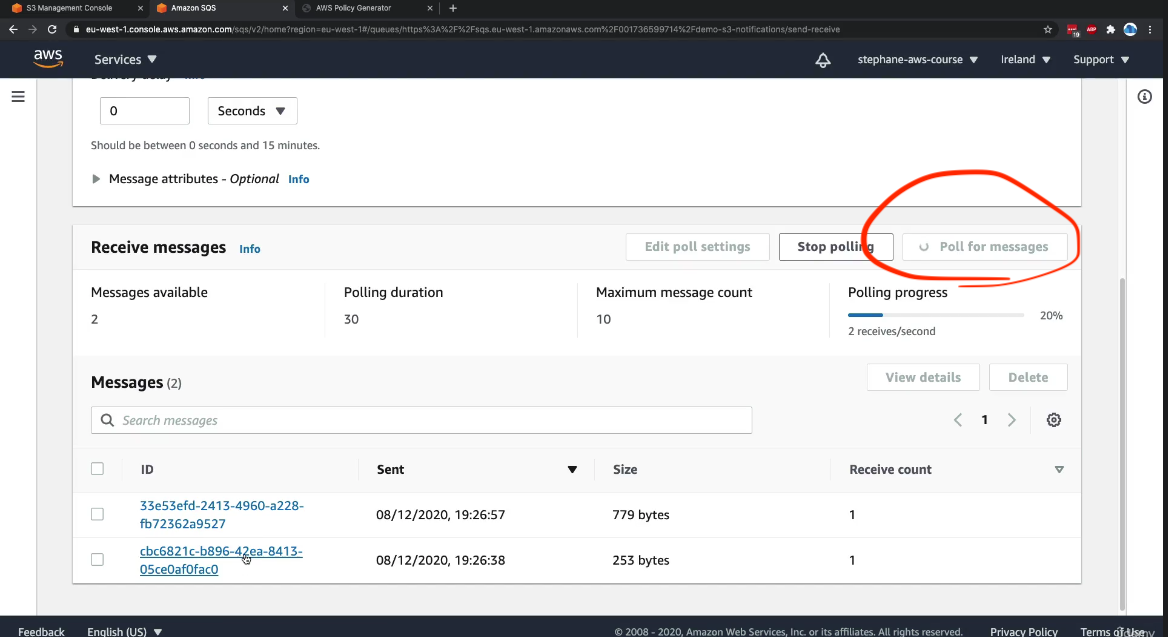 S3 Management Console
Amazon SQS
AWS Policy Generator
eu-west-1.console.aws.amazon.com/sqs/v2/home?region=eu-west-1#/queues/https%3A%2F%2Fsqs.eu-west-1.amazonaws.com%2F001736599714%2Fdemo-s3-notifications/send-receive
aws Services stephane-aws-course Ireland Support
Delivery delay - Info
0 Seconds
Should be between 0 seconds and 15 minutes.
Message attributes - Optional Info
Receive messages Info Edit poll settings Stop polling Poll for messages
Messages available Polling duration Maximum message count Polling progress
2 30 10 20%
2 receives/second
Messages (2) View details Delete
Search messages 1
ID Sent Size Receive count
33e53efd-2413-4960-a228-
fb72362a9527 08/12/2020, 19:26:57 779 bytes 1
cbc6821c-b896-42ea-8413-
05ce0af0fac0 08/12/2020, 19:26:38 253 bytes 1
Feedback English (US) © 2008 - 2020, Amazon Web Services, Inc. or its affiliates. All rights reserved. Privacy Policy Terms of Use